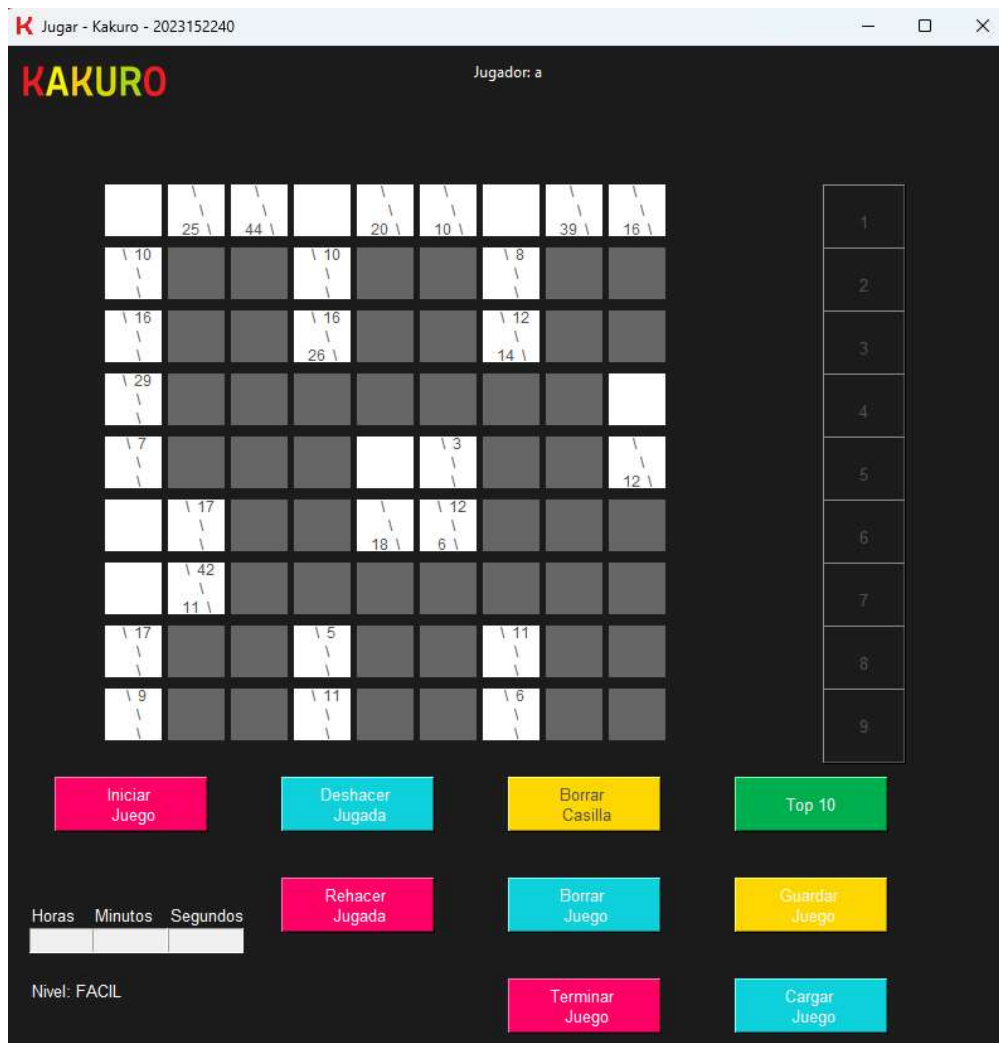 Jugar - Kakuro - 2023152240
KAKURO
Jugador: a
\ \ \ \ \ \
\ \ \ \ \ \
25 \ 44 \ 20 \ 10 \ 39 \ 16 \
1
\ 10 \ 10 \ 8
\ \ \
\ \ \
2
\ 16 \ 16 \ 12
\ \ \
\ 26 \ 14 \
3
\ 29
\
\
4
\ 7 \ 3 \
\ \ \
\ \ 12 \
5
\ 17 \ \ 12
\ \ \
\ 18 \ 6 \
6
\ 42
\
11 \
7
\ 17 \ 5 \ 11
\ \ \
\ \ \
8
\ 9 \ 11 \ 6
\ \ \
\ \ \
9
Iniciar
Juego
Deshacer
Jugada
Borrar
Casilla
Top 10
Rehacer
Jugada
Borrar
Juego
Guardar
Juego
Horas Minutos Segundos
Nivel: FACIL
Terminar
Juego
Cargar
Juego